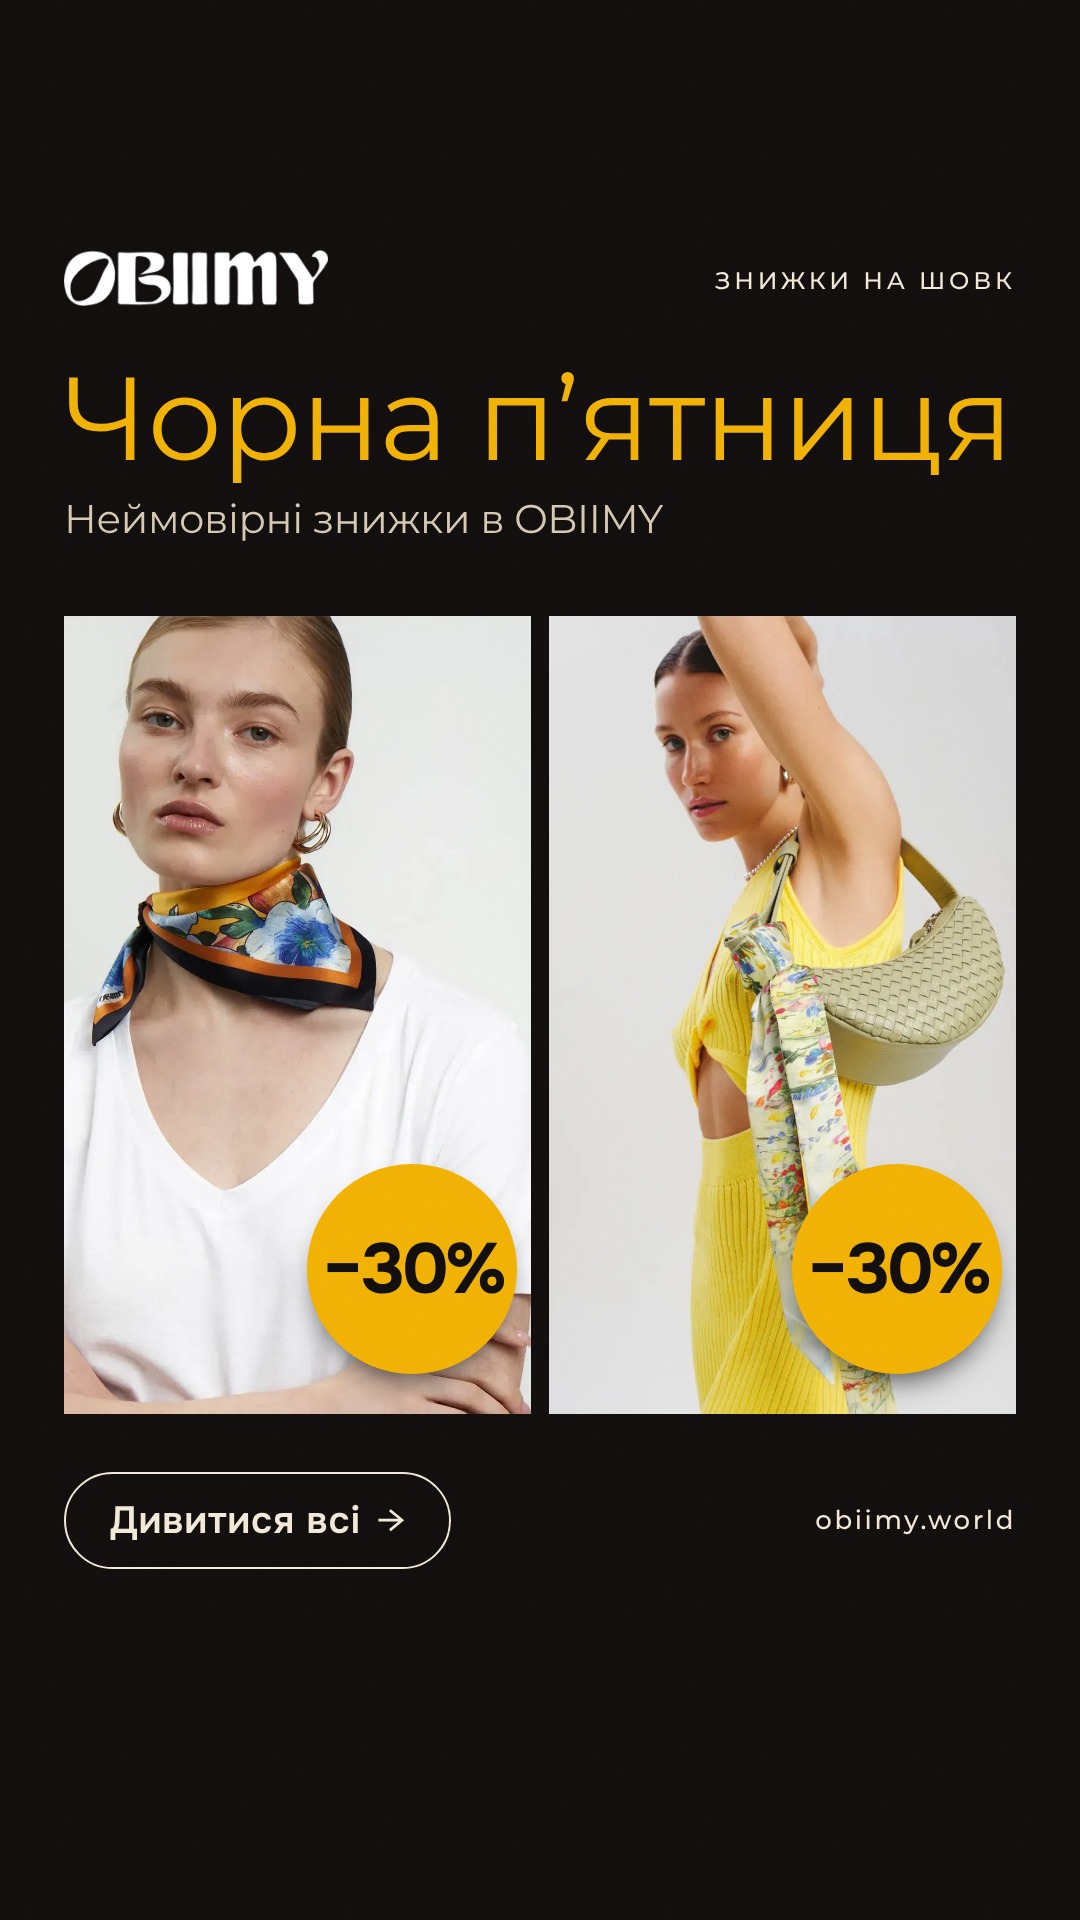 OBIIMY
ЗНИЖКИ НА ШОВК
Чорна п’ятниця
Неймовірні знижки в OBIIMY
−30%
−30%
Дивитися всі →
obiimy.world